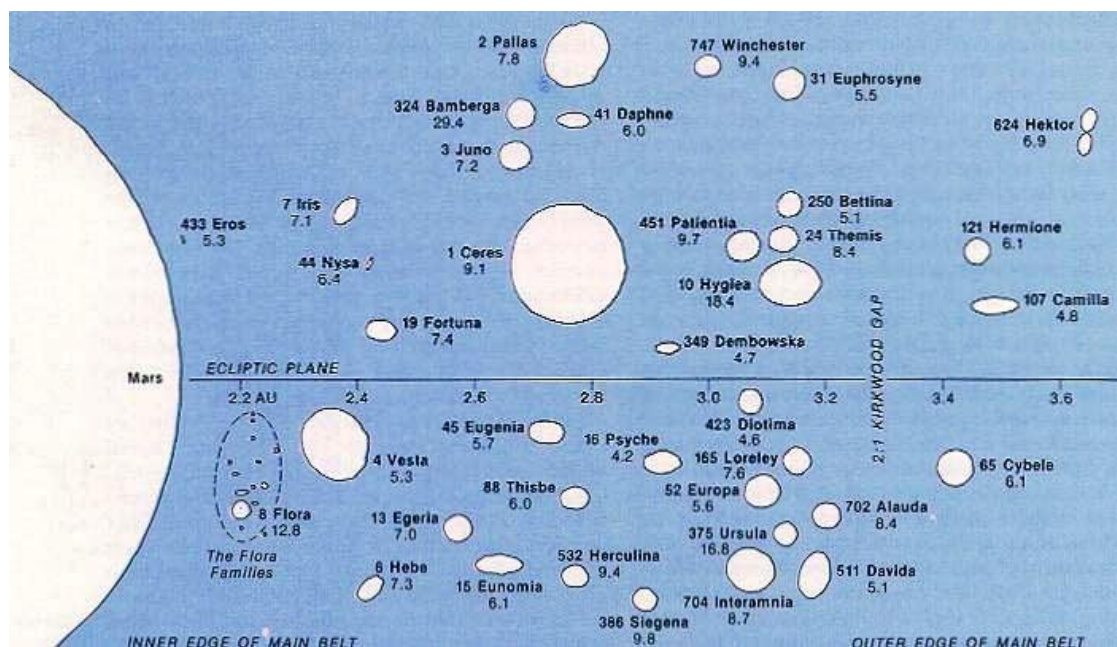 2 Pallas
7.8
747 Winchester
9.4
31 Euphrosyne
5.5
324 Bamberga
29.4
41 Daphne
6.0
624 Hektor
6.9
3 Juno
7.2
7 Iris
7.1
433 Eros
5.3
250 Bettina
5.1
451 Patientia
9.7
24 Themis
8.4
121 Hermione
6.1
44 Nysa
6.4
1 Ceres
9.1
10 Hygiea
18.4
107 Camilla
4.8
19 Fortuna
7.4
349 Dembowska
4.7
2:1 KIRKWOOD GAP
Mars
ECLIPTIC PLANE
2.2 AU 2.4 2.6 2.8 3.0 3.2 3.4 3.6
45 Eugenia
5.7
423 Diotima
4.6
16 Psyche
4.2
165 Loreley
7.6
4 Vesta
5.3
65 Cybele
6.1
88 Thisbe
6.0
52 Europa
5.6
702 Alauda
8.4
8 Flora
12.8
13 Egeria
7.0
375 Ursula
16.8
The Flora
Families
6 Hebe
7.3
532 Herculina
9.4
15 Eunomia
6.1
511 Davida
5.1
704 Interamnia
8.7
386 Siegena
9.8
INNER EDGE OF MAIN BELT
OUTER EDGE OF MAIN BELT